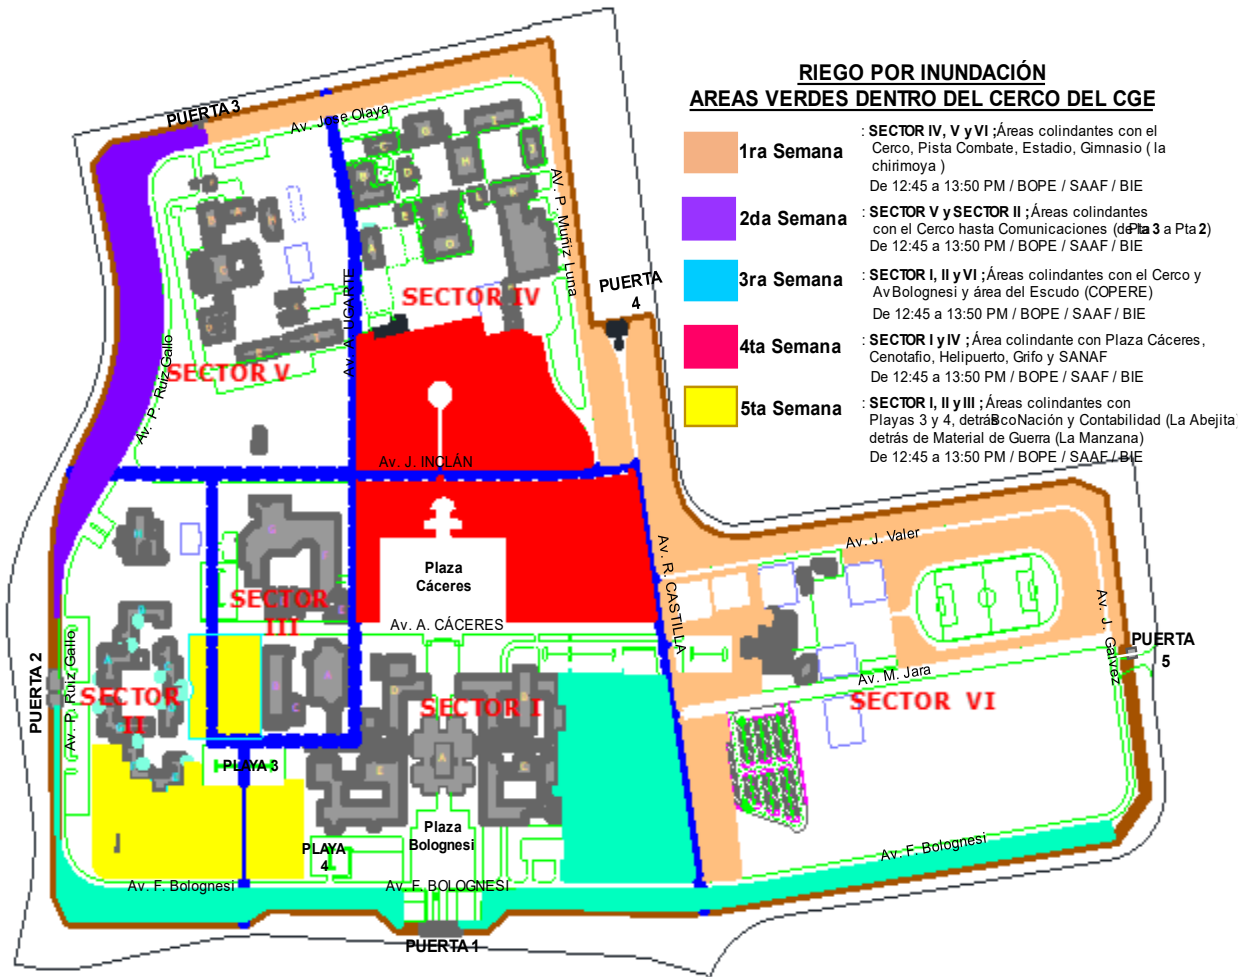 RIEGO POR INUNDACIÓN
AREAS VERDES DENTRO DEL CERCO DEL CGE
1ra Semana
: SECTOR IV, V y VI ; Áreas colindantes con el
Cerco, Pista Combate, Estadio, Gimnasio ( la
chirimoya )
De 12:45 a 13:50 PM / BOPE / SAAF / BIE
2da Semana
: SECTOR V y SECTOR II ; Áreas colindantes
con el Cerco hasta Comunicaciones (de Pta 3 a Pta 2)
De 12:45 a 13:50 PM / BOPE / SAAF / BIE
3ra Semana
: SECTOR I, II y VI ; Áreas colindantes con el Cerco y
Av Bolognesi y área del Escudo (COPERE)
De 12:45 a 13:50 PM / BOPE / SAAF / BIE
4ta Semana
: SECTOR I y IV ; Área colindante con Plaza Cáceres,
Cenotafio, Helipuerto, Grifo y SANAF
De 12:45 a 13:50 PM / BOPE / SAAF / BIE
5ta Semana
: SECTOR I, II y III ; Áreas colindantes con
Playas 3 y 4, detrás Bco Nación y Contabilidad (La Abejita)
detrás de Material de Guerra (La Manzana)
De 12:45 a 13:50 PM / BOPE / SAAF / BIE
PUERTA 3
Av. Jose Olaya
AV. P. Muñiz Luna
PUERTA
4
SECTOR IV
AV. A. UGARTE
SECTOR V
Av. P. Ruiz Gallo
Av. J. INCLÁN
Av. J. Valer
Av. R. CASTILLA
Plaza
Cáceres
SECTOR
III
Av. A. CÁCERES
Av. J. Galvez
PUERTA
5
Av. M. Jara
SECTOR VI
PUERTA 2
Av. P. Ruiz Gallo
SECTOR
II
SECTOR I
PLAYA 3
Plaza
Bolognesi
PLAYA
4
Av. F. Bolognesi
Av. F. Bolognesi
Av. F. BOLOGNESI
PUERTA 1